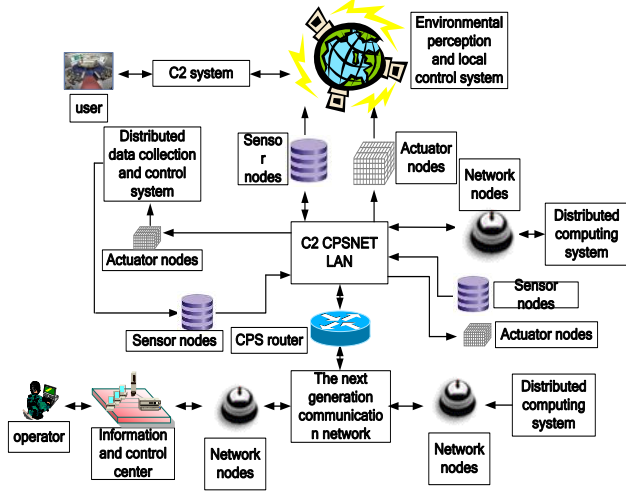 Environmental
perception
and local
control system
C2 system
user
Distributed
data collection
and control
system
Senso
r
nodes
Actuator
nodes
Network
nodes
Distributed
computing
system
C2 CPSNET
LAN
Actuator nodes
Sensor
nodes
Actuator nodes
Sensor nodes
CPS router
The next
generation
communicatio
n network
Distributed
computing
system
operator
Information
and control
center
Network
nodes
Network
nodes